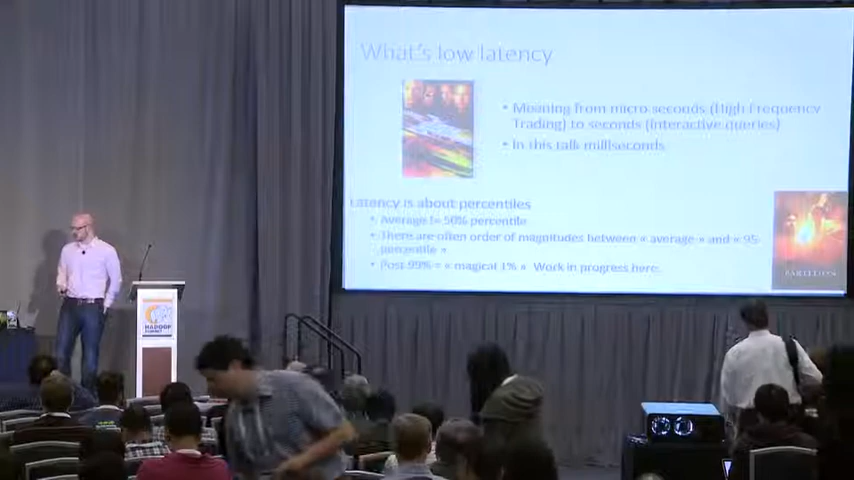 What's low latency
• Meaning from micro seconds (High Frequency
Trading) to seconds (interactive queries)
• In this talk milliseconds
Latency is about percentiles
• Average != 50% percentile
• There are often order of magnitudes between « average » and « 95
percentile »
• Post 99% = « magical 1% » Work in progress here.
HADOOP
SUMMIT